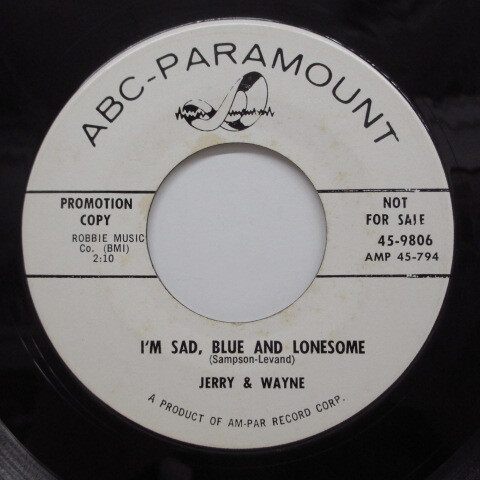 ABC-PARAMOUNT
PROMOTION
COPY
ROBBIE MUSIC
Co. (BMI)
2:10
NOT
FOR SALE
45-9806
AMP 45-794
I'M SAD, BLUE AND LONESOME
(Sampson-Levand)
JERRY & WAYNE
A PRODUCT OF AM-PAR RECORD CORP.